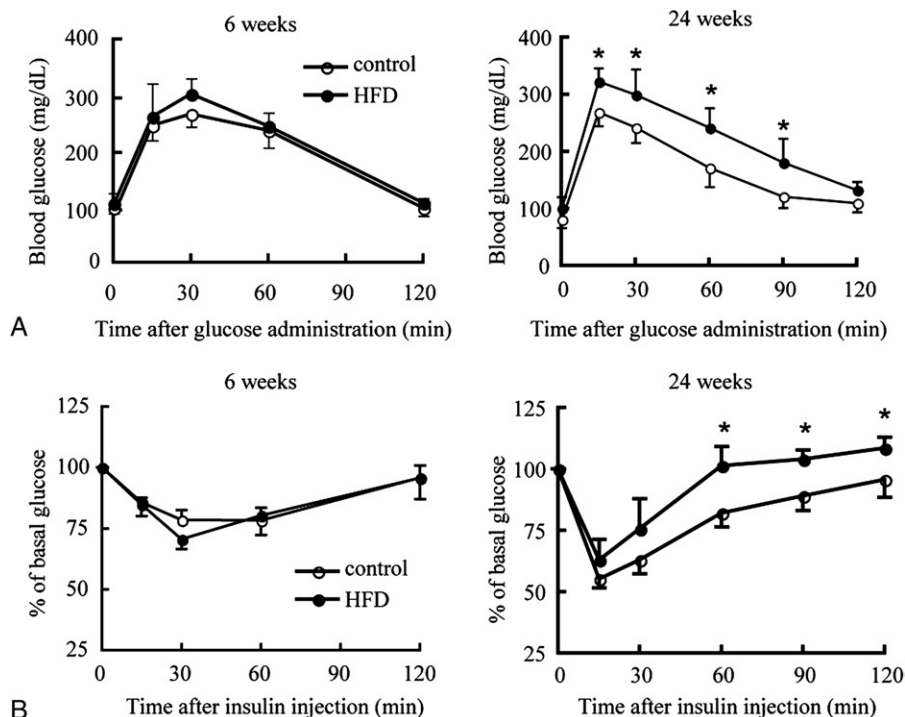 6 weeks
24 weeks
400
300
200
100
0
Blood glucose (mg/dL)
control
HFD
0 30 60 90 120
Time after glucose administration (min)
400
* * * *
300
200
100
0
Blood glucose (mg/dL)
0 30 60 90 120
Time after glucose administration (min)
A
6 weeks
24 weeks
125
100
75
50
25
% of basal glucose
control
HFD
0 30 60 90 120
Time after insulin injection (min)
125
* * *
100
75
50
25
% of basal glucose
0 30 60 90 120
Time after insulin injection (min)
B